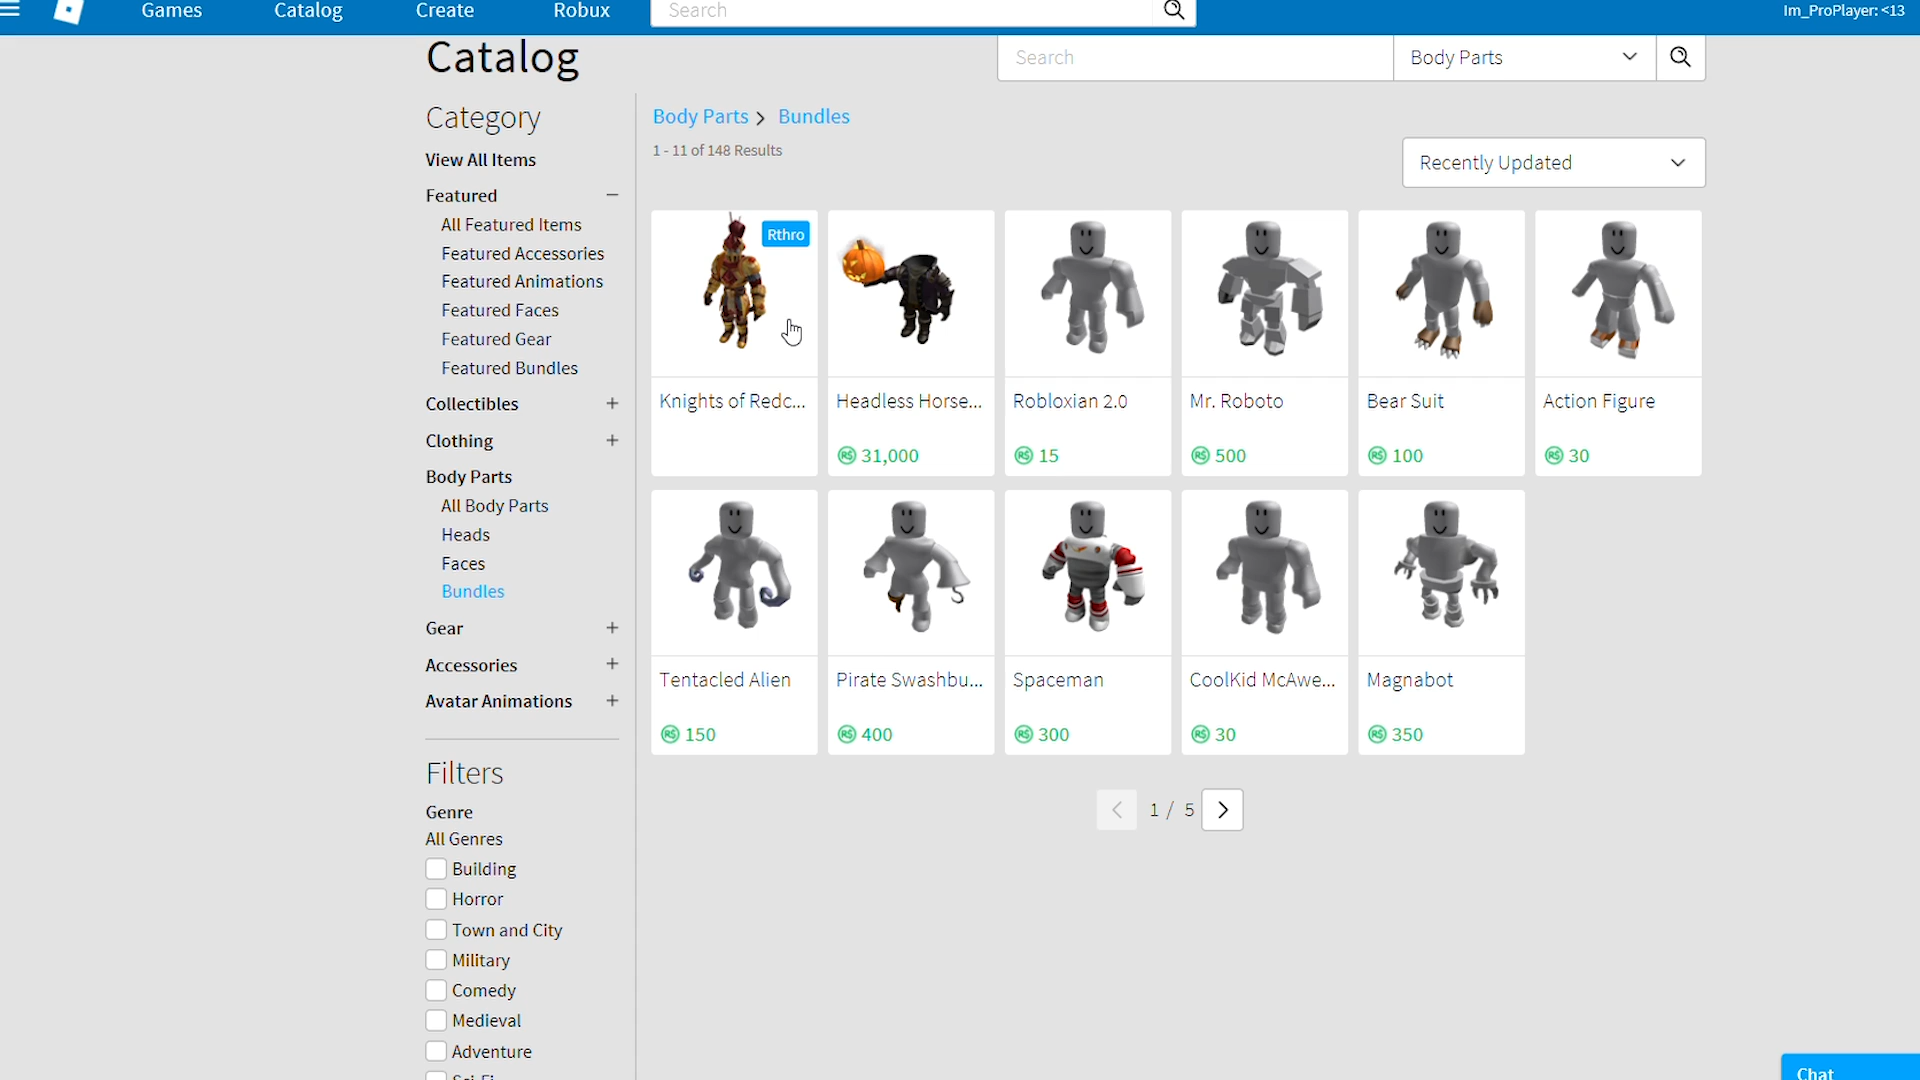 Games Catalog Create Robux Search Im_ProPlayer: <13
Catalog
Search Body Parts
Category
View All Items
Featured
All Featured Items
Featured Accessories
Featured Animations
Featured Faces
Featured Gear
Featured Bundles
Collectibles
Clothing
Body Parts
All Body Parts
Heads
Faces
Bundles
Gear
Accessories
Avatar Animations
Filters
Genre
All Genres
Building
Horror
Town and City
Military
Comedy
Medieval
Adventure
Body Parts > Bundles
1 - 11 of 148 Results
Recently Updated
Rthro
Knights of Redc... Headless Horse... Robloxian 2.0 Mr. Roboto Bear Suit Action Figure
R$ 31,000 R$ 15 R$ 500 R$ 100 R$ 30
Tentacled Alien Pirate Swashbu... Spaceman CoolKid McAwe... Magnabot
R$ 150 R$ 400 R$ 300 R$ 30 R$ 350
1 / 5
Chat